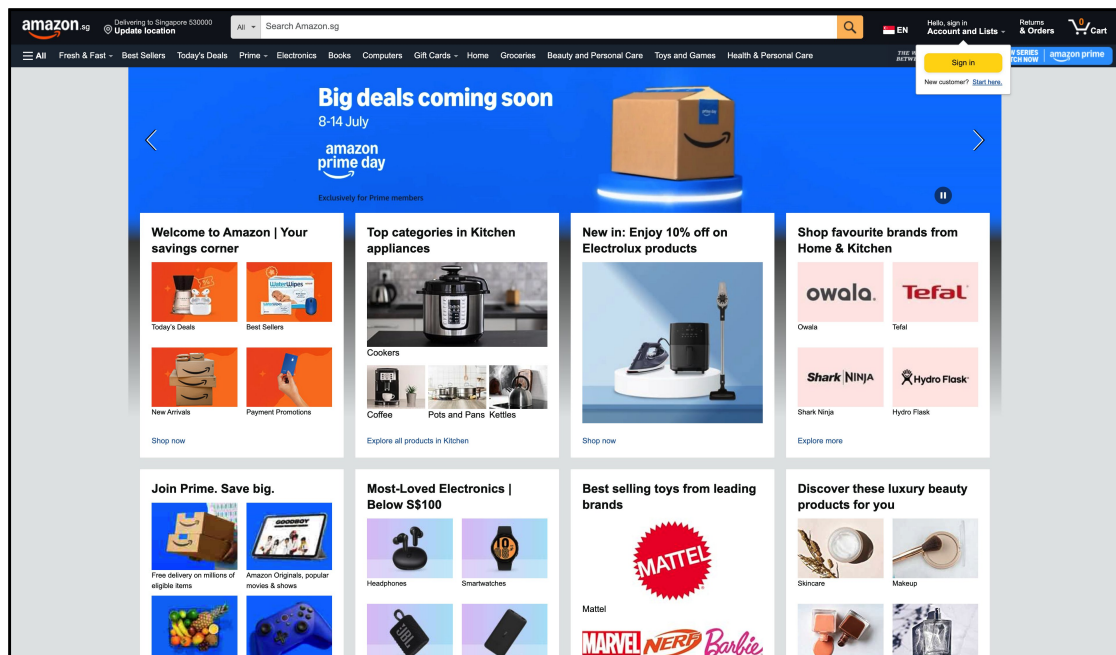 amazon.sg
Delivering to Singapore 530000
Update location
All
Search Amazon.sg
EN
Hello, sign in
Account and Lists
Returns
& Orders
0
Cart
All
Fresh & Fast
Best Sellers
Today's Deals
Prime
Electronics
Books
Computers
Gift Cards
Home
Groceries
Beauty and Personal Care
Toys and Games
Health & Personal Care
amazon prime
Sign in
New customer? Start here.
Big deals coming soon
8-14 July
amazon
prime day
Exclusively for Prime members
Welcome to Amazon | Your
savings corner
WaterWipes
Today's Deals
Best Sellers
New Arrivals
Payment Promotions
Shop now
Top categories in Kitchen
appliances
Cookers
Coffee
Pots and Pans
Kettles
Explore all products in Kitchen
New in: Enjoy 10% off on
Electrolux products
Shop now
Shop favourite brands from
Home & Kitchen
owala.
Tefal
Owala
Tefal
Shark|NINJA
Hydro Flask
Shark Ninja
Hydro Flask
Explore more
Join Prime. Save big.
GOODBOY
Free delivery on millions of
eligible items
Amazon Originals, popular
movies & shows
Most-Loved Electronics |
Below S$100
Headphones
Smartwatches
JBL
Best selling toys from leading
brands
MATTEL
Mattel
MARVEL
NERF
Barbie
Discover these luxury beauty
products for you
Skincare
Makeup